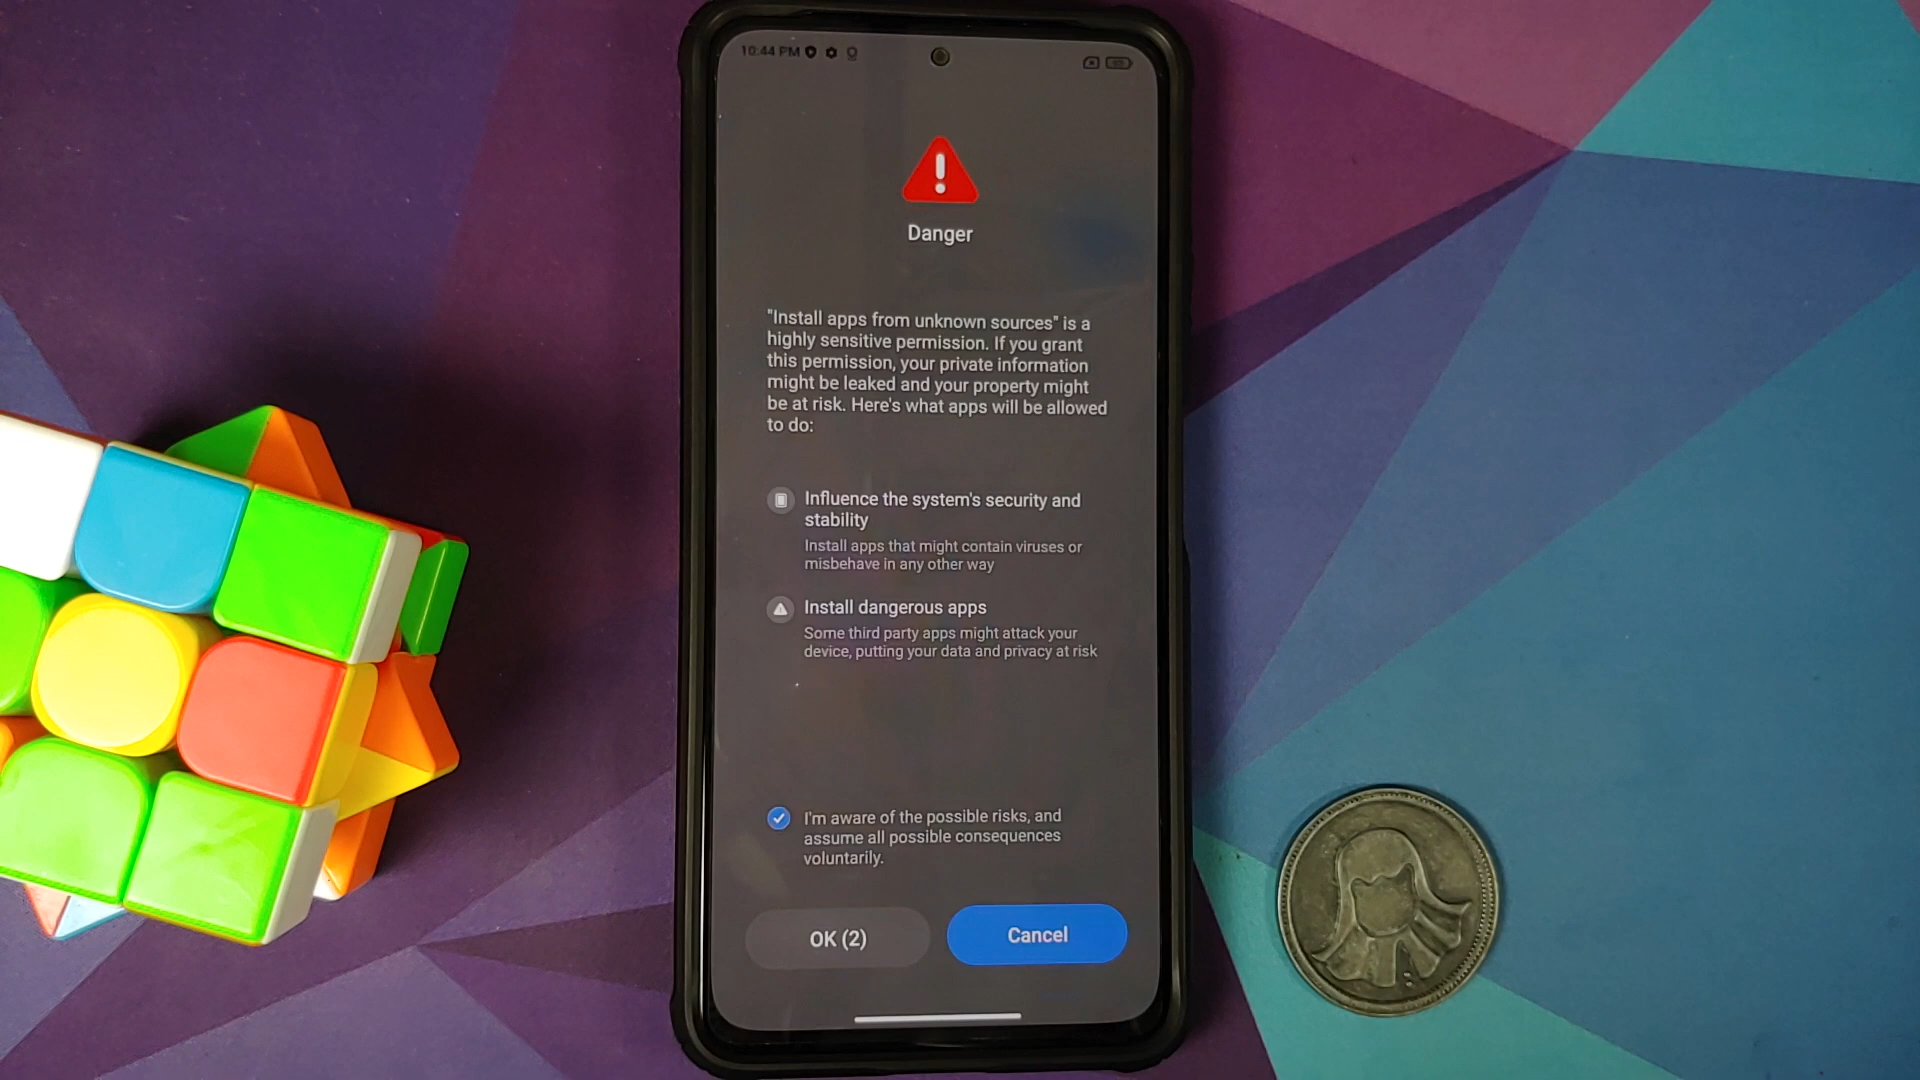 10:44 PM
Danger
"Install apps from unknown sources" is a
highly sensitive permission. If you grant
this permission, your private information
might be leaked and your property might
be at risk. Here's what apps will be allowed
to do:
Influence the system's security and
stability
Install apps that might contain viruses or
misbehave in any other way
Install dangerous apps
Some third party apps might attack your
device, putting your data and privacy at risk
I'm aware of the possible risks, and
assume all possible consequences
voluntarily.
OK (2)
Cancel